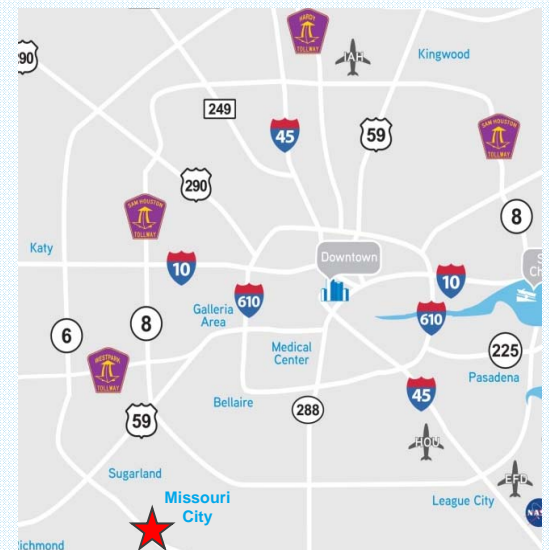 HARDY
TOLLWAY
IAH
Kingwood
290
249
45
59
SAM HOUSTON
TOLLWAY
290
SAM HOUSTON
TOLLWAY
8
Katy
10
Downtown
10
610
Galleria
Area
610
6
8
Medical
Center
225
WESTPARK
TOLLWAY
Pasadena
59
Bellaire
288
45
HOU
Sugarland
EFD
League City
Missouri
City
NAS
ichmond